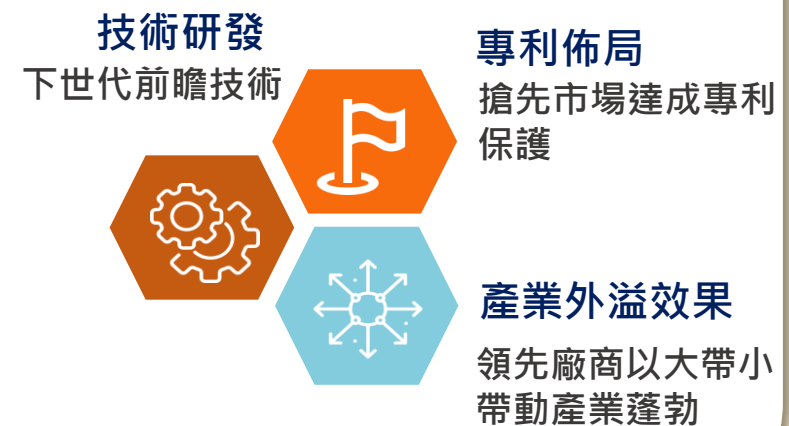 技術研發
下世代前瞻技術
專利佈局
搶先市場達成專利
保護
產業外溢效果
領先廠商以大帶小
帶動產業蓬勃